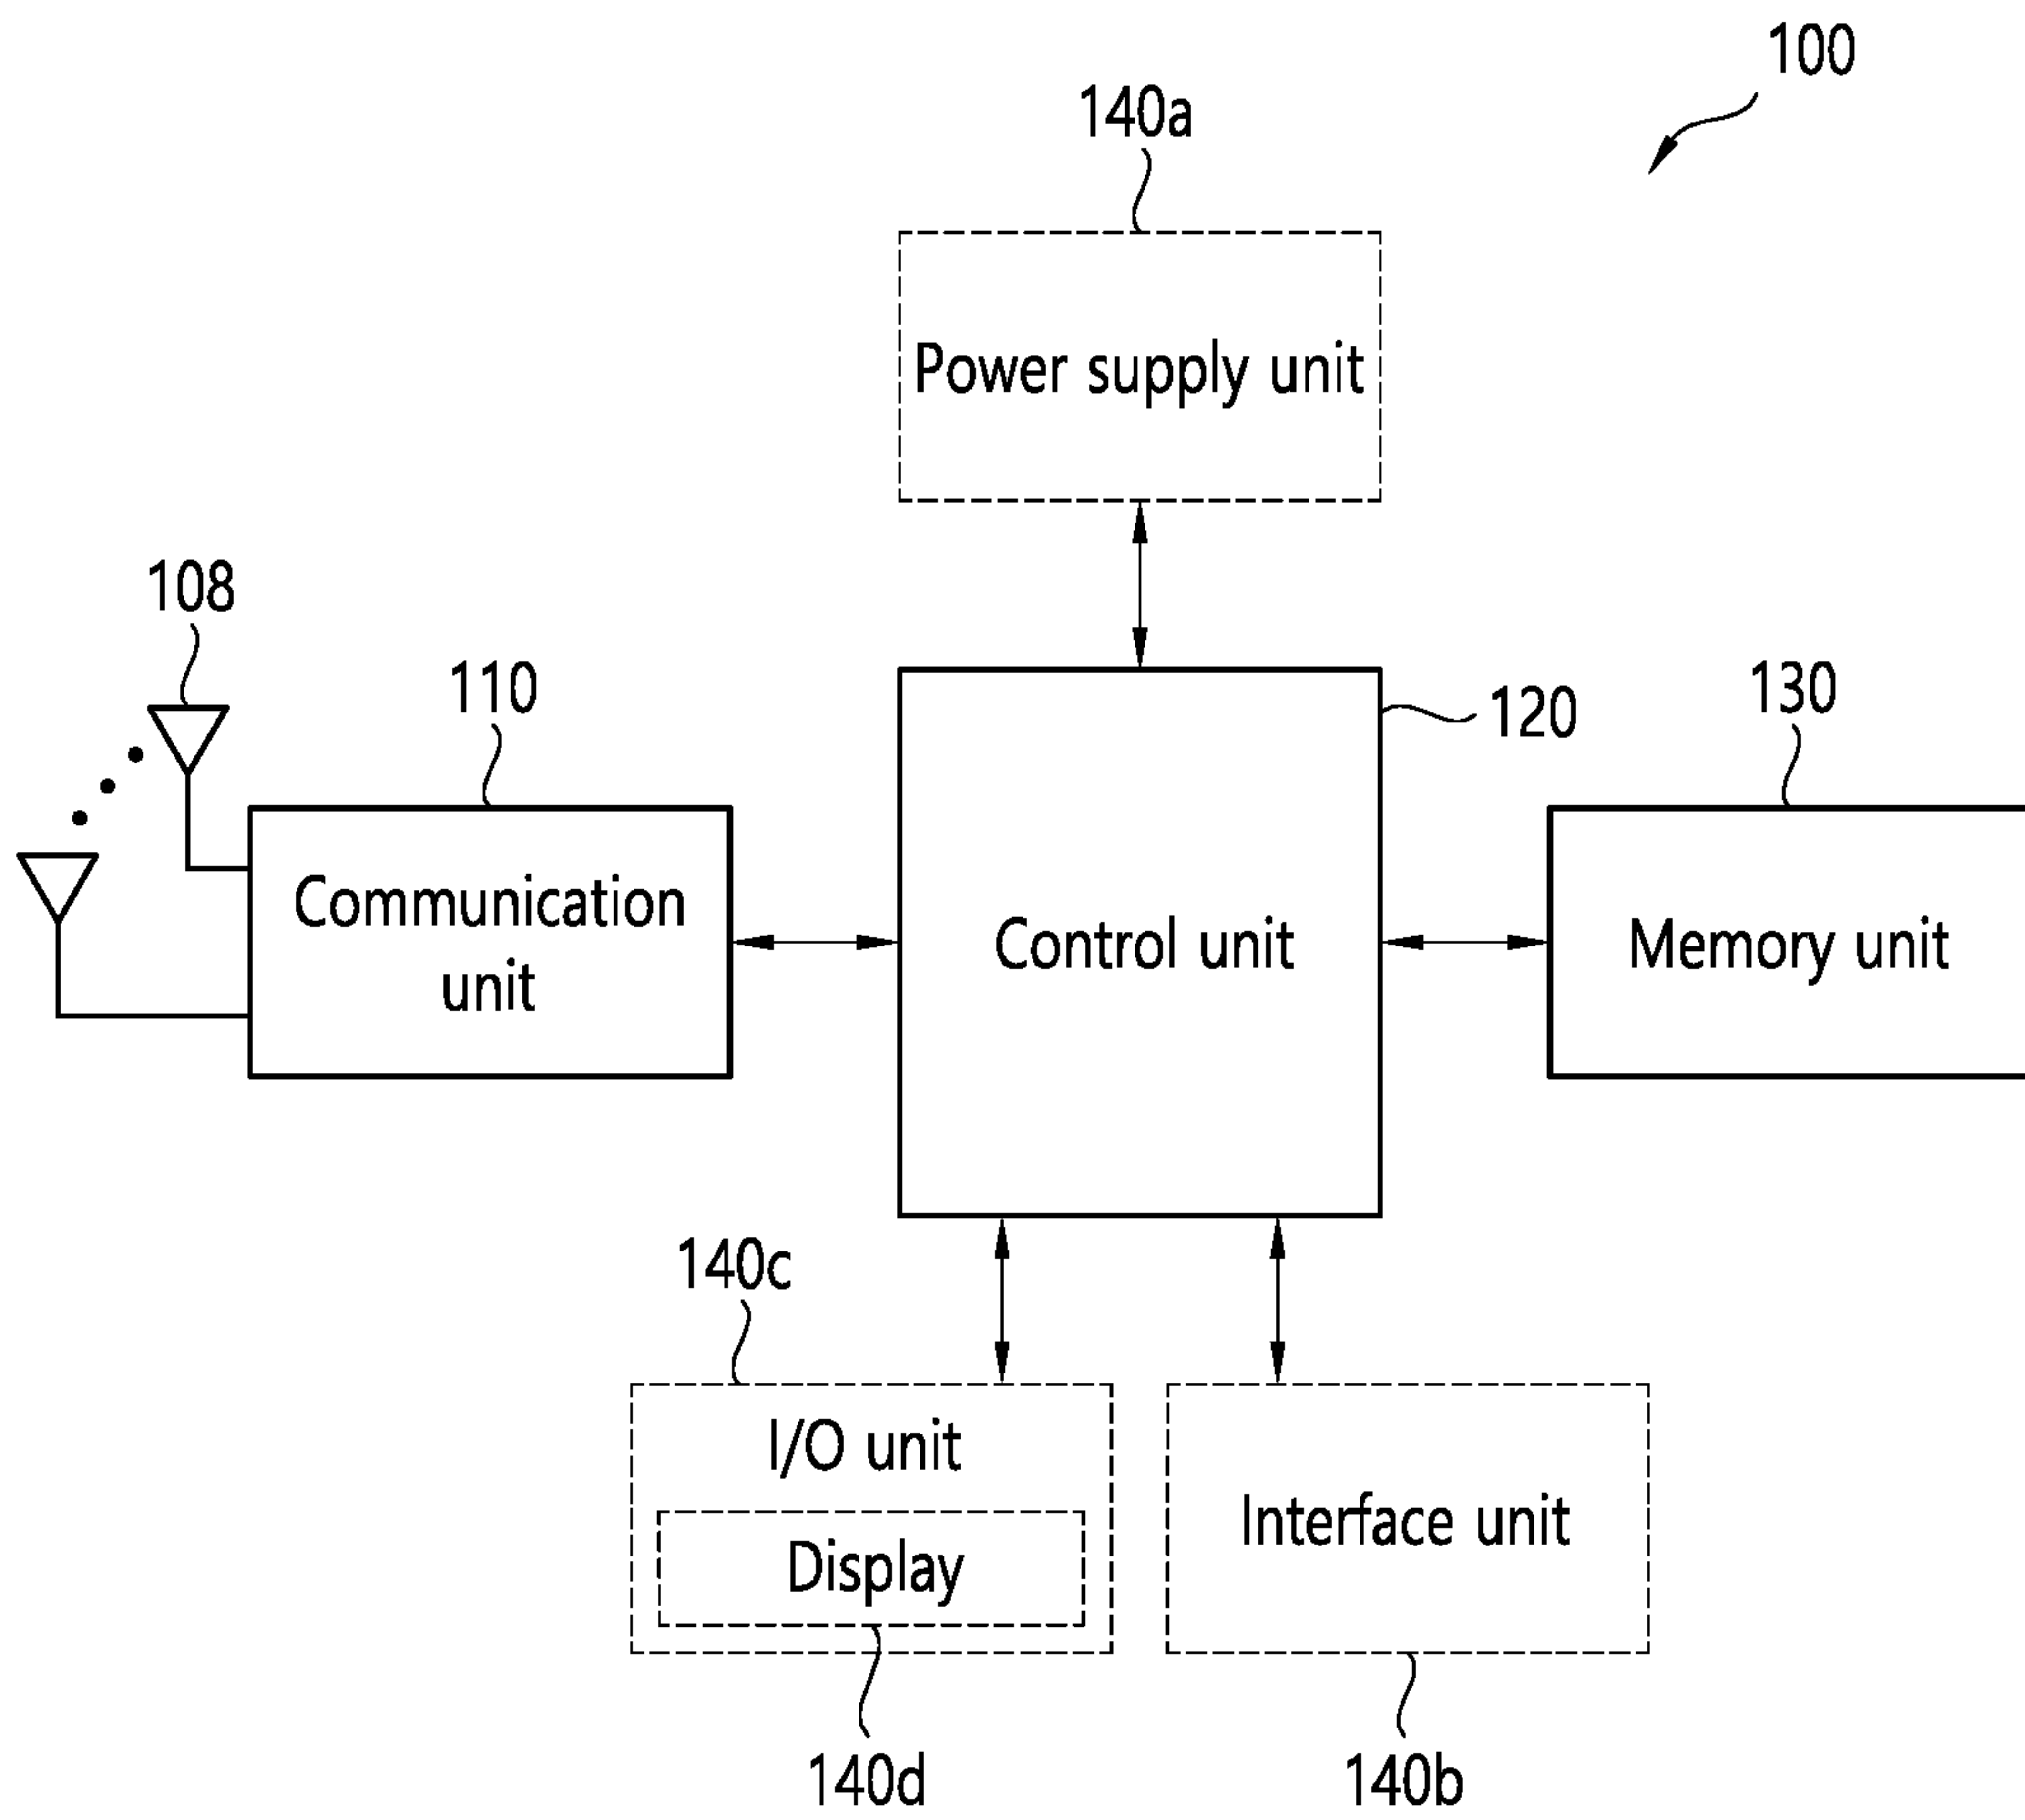 100
140a
Power supply unit
108
110
120
130
Communication
unit
Control unit
Memory unit
140c
I/O unit
Display
Interface unit
140d
140b